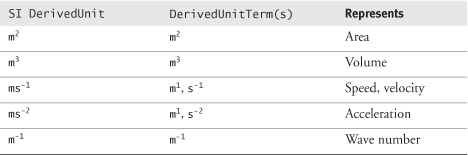 SI DerivedUnit DerivedUnitTerm(s) Represents
m² m² Area
m³ m³ Volume
ms⁻¹ m¹, s⁻¹ Speed, velocity
ms⁻² m¹, s⁻² Acceleration
m⁻¹ m⁻¹ Wave number